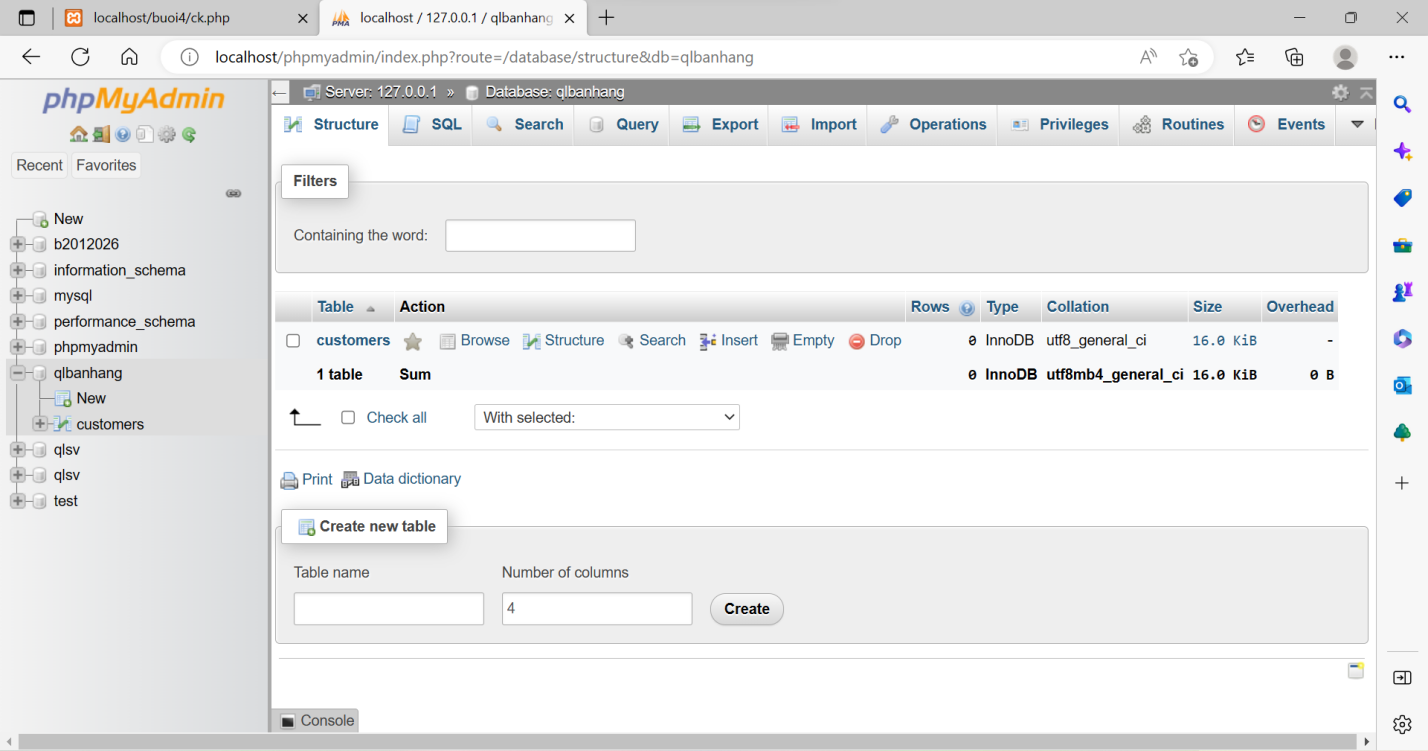 localhost/buoi4/ck.php
localhost / 127.0.0.1 / qlbanhang
localhost/phpmyadmin/index.php?route=/database/structure&db=qlbanhang
phpMyAdmin
Recent Favorites
New
b2012026
information_schema
mysql
performance_schema
phpmyadmin
qlbanhang
New
customers
qlsv
qlsv
test
Server: 127.0.0.1 » Database: qlbanhang
Structure SQL Search Query Export Import Operations Privileges Routines Events
Filters
Containing the word:
Table Action Rows Type Collation Size Overhead
customers Browse Structure Search Insert Empty Drop 0 InnoDB utf8_general_ci 16.0 KiB -
1 table Sum 0 InnoDB utf8mb4_general_ci 16.0 KiB 0 B
Check all With selected:
Print Data dictionary
Create new table
Table name Number of columns
4 Create
Console